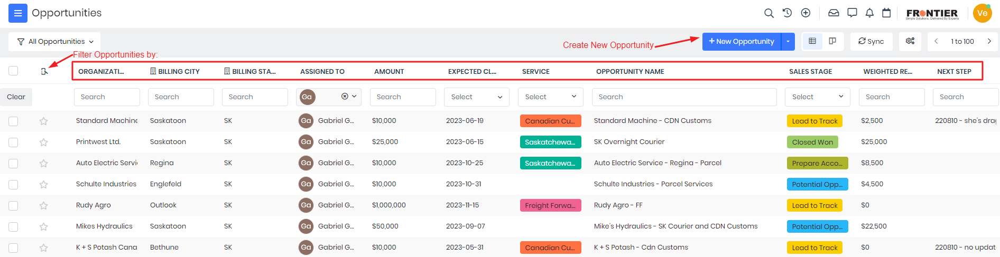 Opportunities
FRONTIER
Simple Solutions, Delivered By Experts
Ve
All Opportunities
Create New Opportunity
+ New Opportunity
Sync
1 to 100
Filter Opportunities by:
ORGANIZATI... BILLING CITY BILLING STA... ASSIGNED TO AMOUNT EXPECTED CL... SERVICE OPPORTUNITY NAME SALES STAGE WEIGHTED RE... NEXT STEP
Clear Search Search Search Ga Search Select Select Search Select Search Search
Standard Machine Saskatoon SK Ga Gabriel G... $10,000 2023-06-19 Canadian Cu... Standard Machine - CDN Customs Lead to Track $2,500 220810 - she's drag
Printwest Ltd. Saskatoon SK Ga Gabriel G... $25,000 2023-06-15 Saskatchewa... SK Overnight Courier Closed Won $25,000
Auto Electric Servi Regina SK Ga Gabriel G... $10,000 2023-10-25 Saskatchewa... Auto Electric Service - Regina - Parcel Prepare Acco... $8,500
Schulte Industries Englefeld SK Ga Gabriel G... $10,000 2023-10-31 Schulte Industries - Parcel Services Potential Opp... $4,500
Rudy Agro Outlook SK Ga Gabriel G... $1,000,000 2023-11-15 Freight Forwa... Rudy Agro - FF Lead to Track $0
Mikes Hydraulics Saskatoon SK Ga Gabriel G... $50,000 2023-09-07 Mike's Hydraulics - SK Courier and CDN Customs Potential Opp... $22,500
K + S Potash Cana Bethune SK Ga Gabriel G... $10,000 2023-05-31 Canadian Cu... K + S Potash - Cdn Customs Lead to Track $0 220810 - no updat